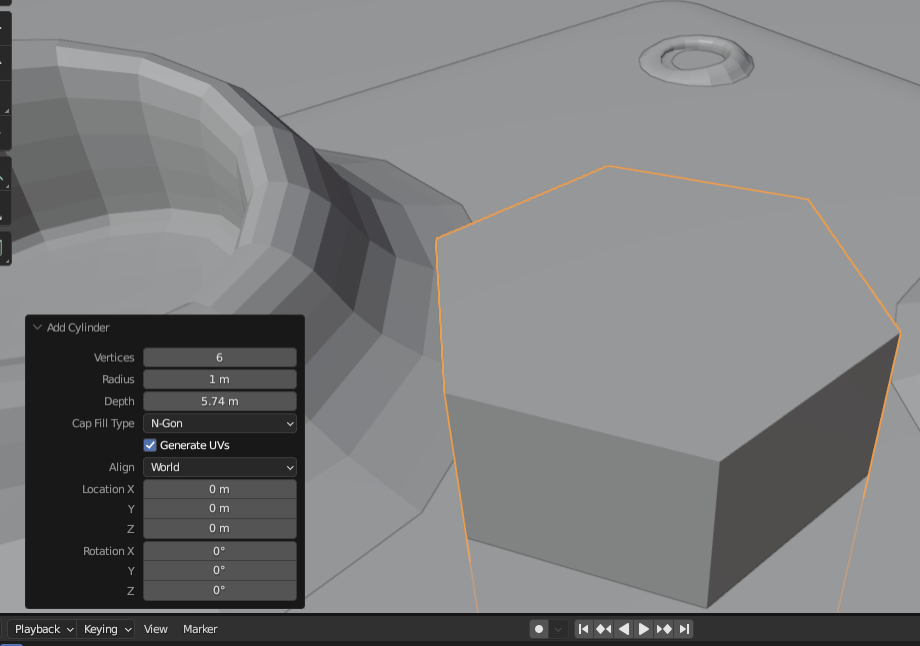 Add Cylinder
Vertices 6
Radius 1 m
Depth 5.74 m
Cap Fill Type N-Gon
Generate UVs
Align World
Location X 0 m
Y 0 m
Z 0 m
Rotation X 0°
Y 0°
Z 0°
Playback Keying View Marker